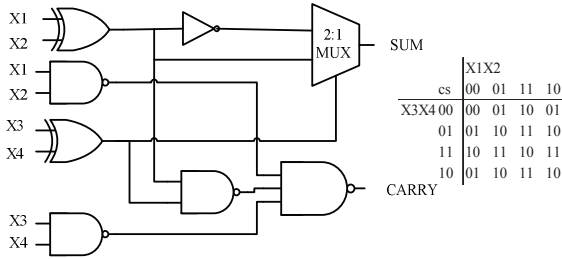 X1
X2
X1
X2
X3
X4
X3
X4
2:1
MUX
SUM
CARRY
X1X2
cs 00 01 11 10
X3X4 00 00 01 10 01
01 01 10 11 10
11 10 11 10 11
10 01 10 11 10